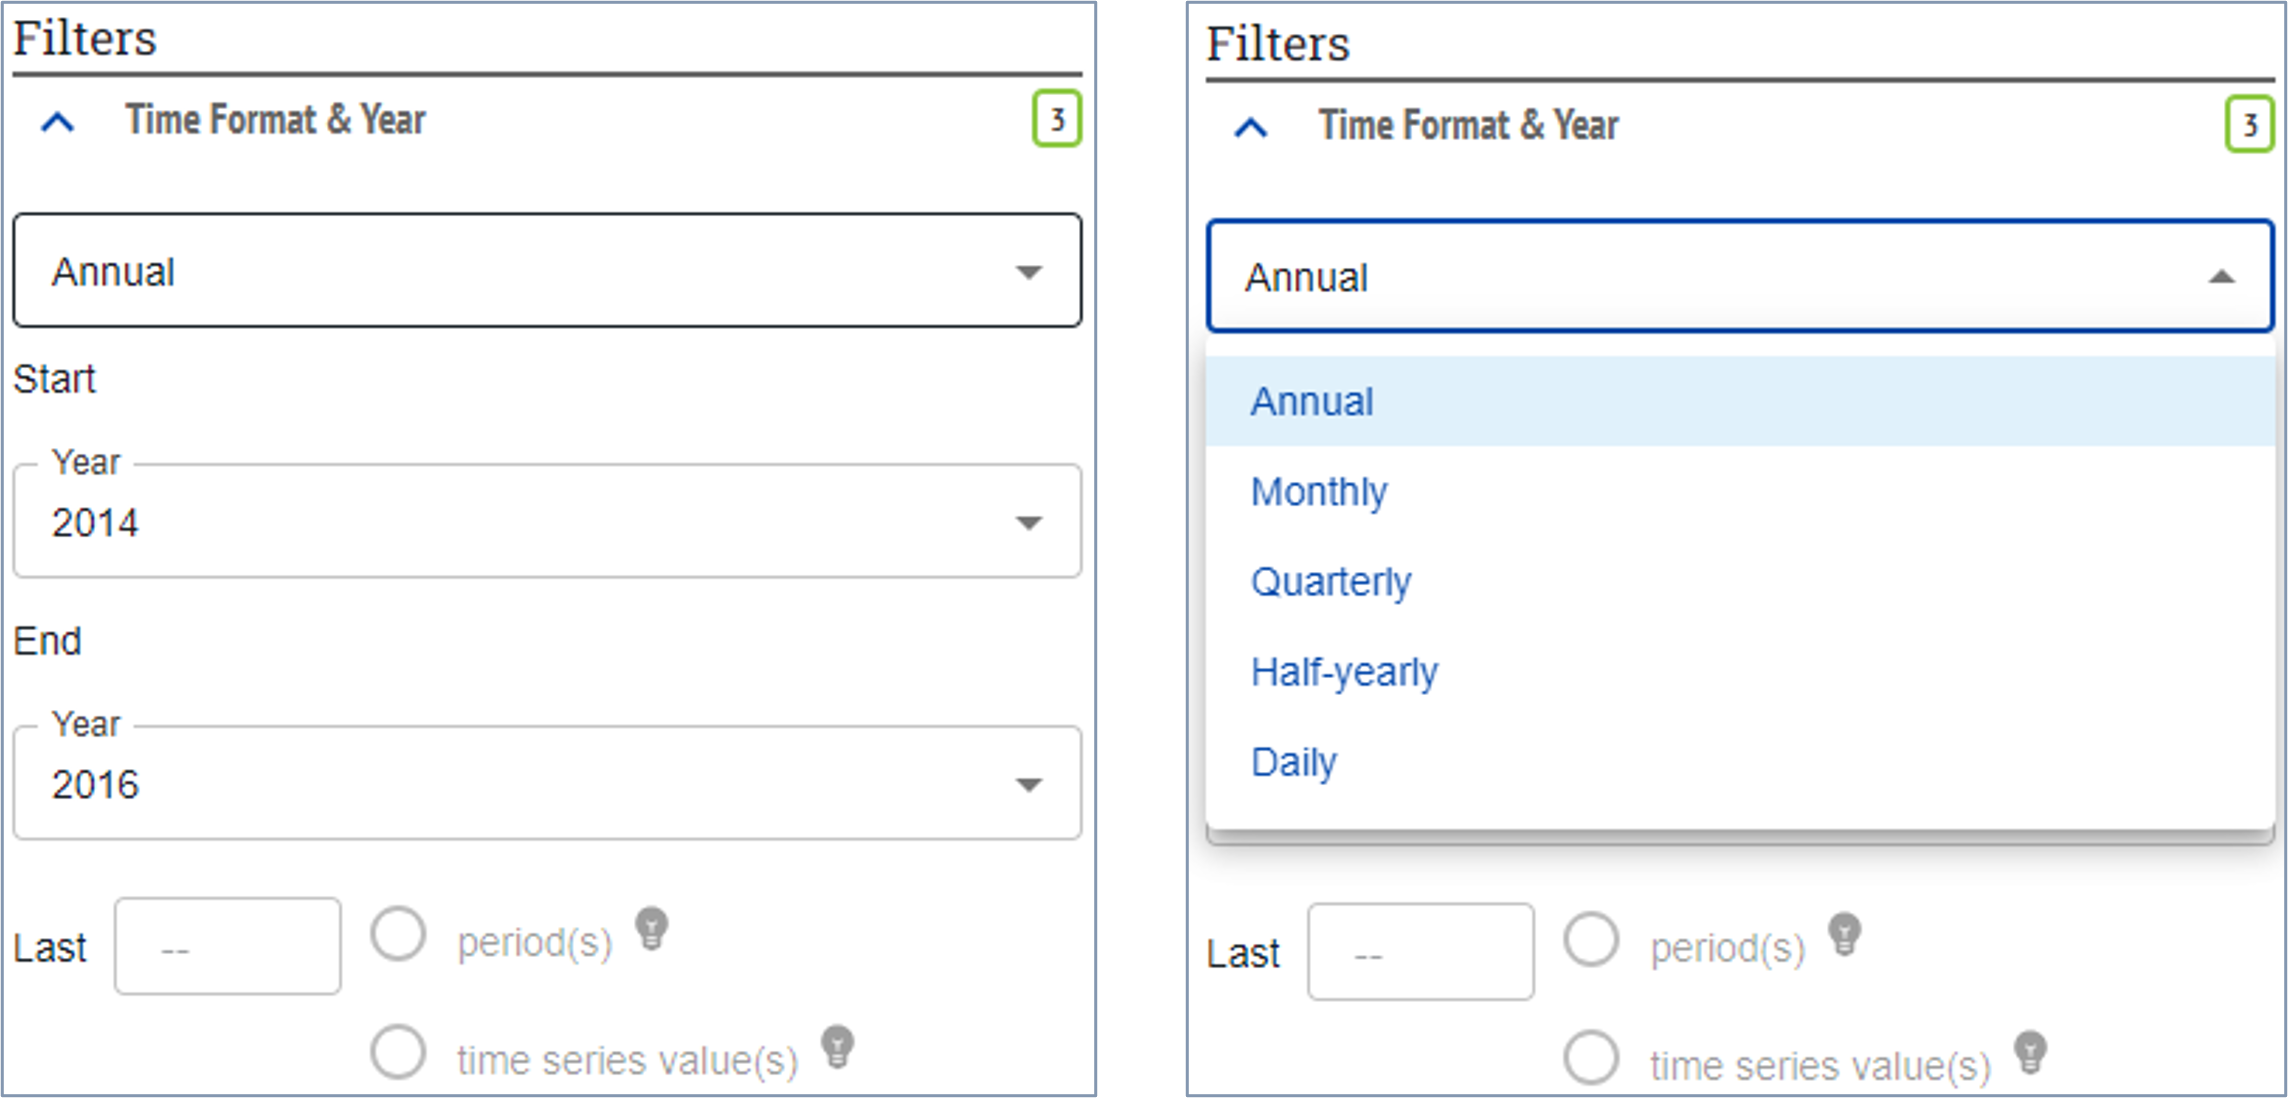 Filters
Time Format & Year 3
Annual
Start
Year
2014
End
Year
2016
Last -- period(s)
time series value(s)
Filters
Time Format & Year 3
Annual
Annual
Monthly
Quarterly
Half-yearly
Daily
Last -- period(s)
time series value(s)